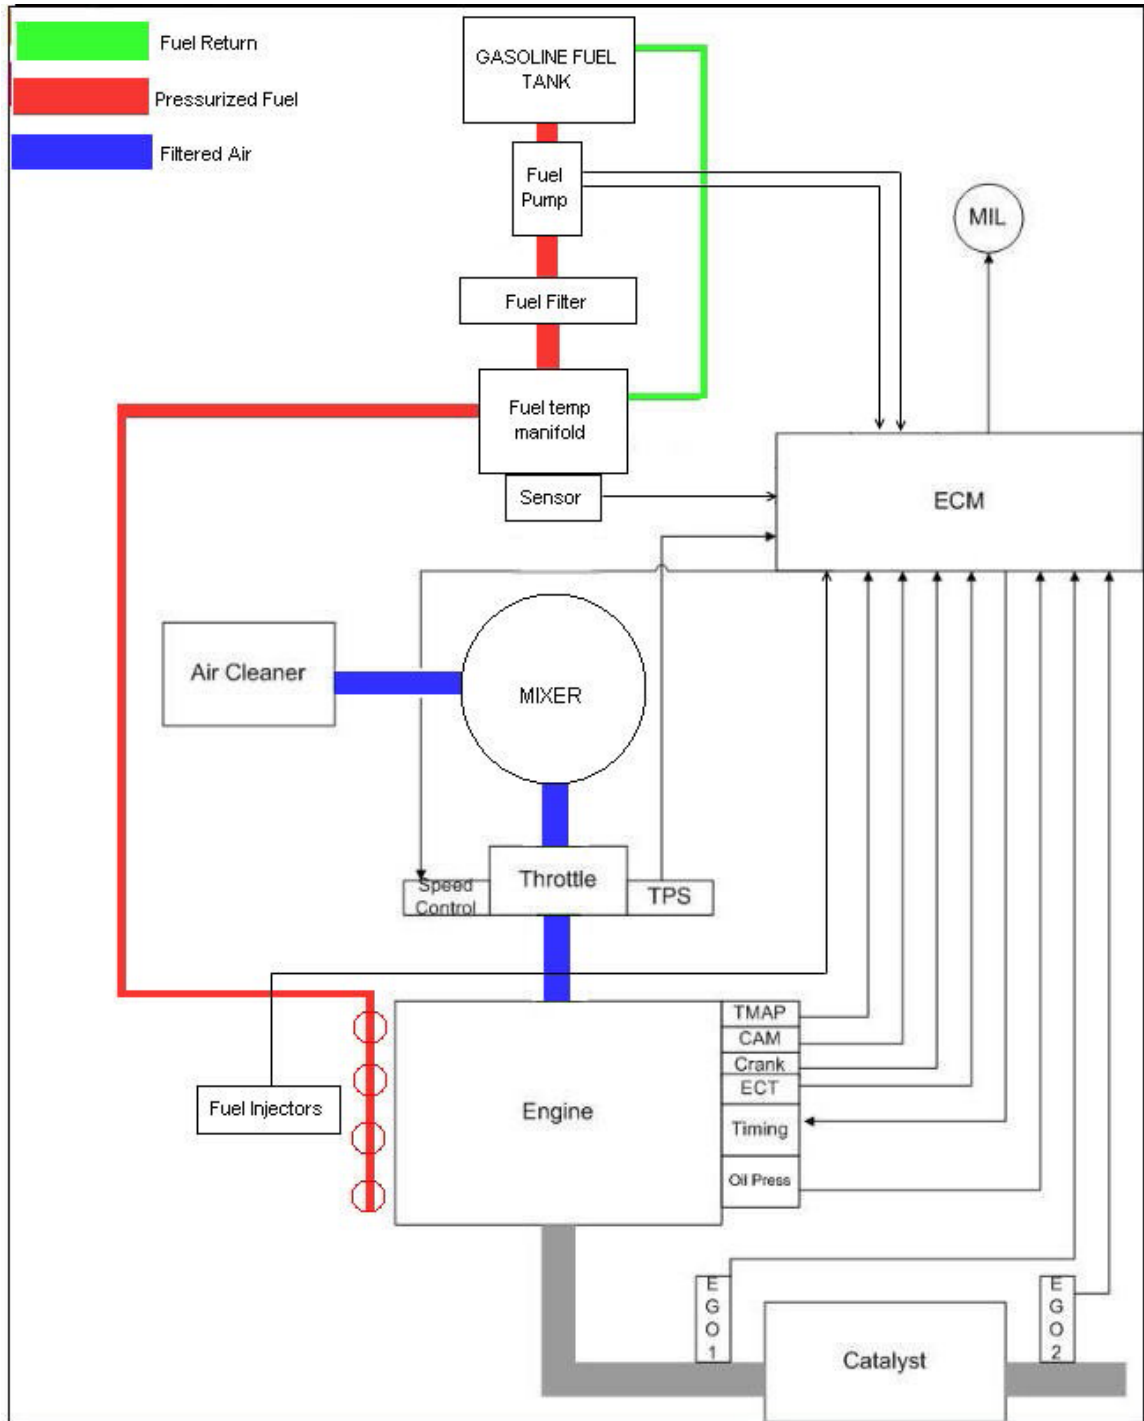 Fuel Return
Pressurized Fuel
Filtered Air
GASOLINE FUEL
TANK
Fuel
Pump
MIL
Fuel Filter
Fuel temp
manifold
Sensor
ECM
Air Cleaner
MIXER
Throttle
Speed
Control
TPS
TMAP
CAM
Crank
ECT
Timing
Oil Press
Engine
Fuel Injectors
E
G
O
1
E
G
O
2
Catalyst